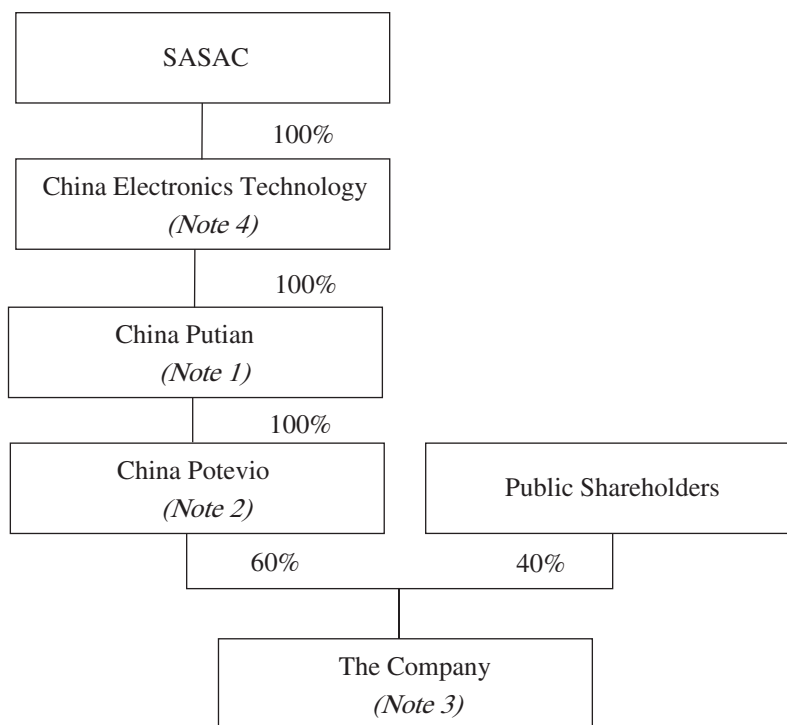 SASAC
100%
China Electronics Technology
(Note 4)
100%
China Putian
(Note 1)
100%
China Potevio
(Note 2)
Public Shareholders
60%
40%
The Company
(Note 3)